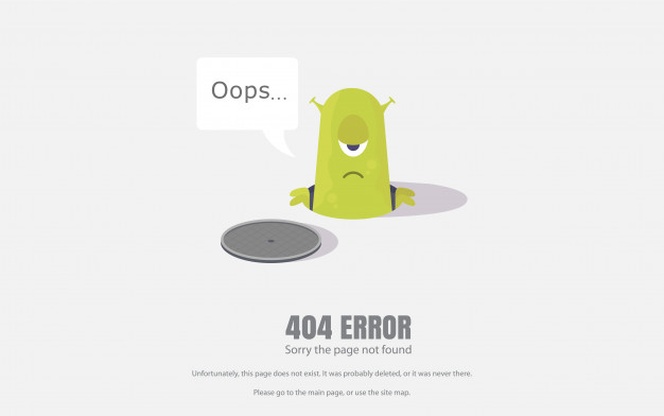 Oops...
404 ERROR
Sorry the page not found
Unfortunately, this page does not exist. It was probably deleted, or it was never there.
Please go to the main page, or use the site map.